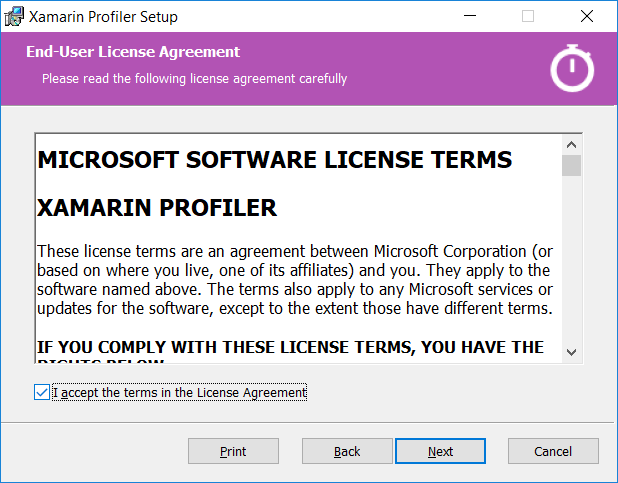 Xamarin Profiler Setup
End-User License Agreement
Please read the following license agreement carefully
MICROSOFT SOFTWARE LICENSE TERMS
XAMARIN PROFILER
These license terms are an agreement between Microsoft Corporation (or
based on where you live, one of its affiliates) and you. They apply to the
software named above. The terms also apply to any Microsoft services or
updates for the software, except to the extent those have different terms.
IF YOU COMPLY WITH THESE LICENSE TERMS, YOU HAVE THE
RIGHTS BELOW
I accept the terms in the License Agreement
Print Back Next Cancel